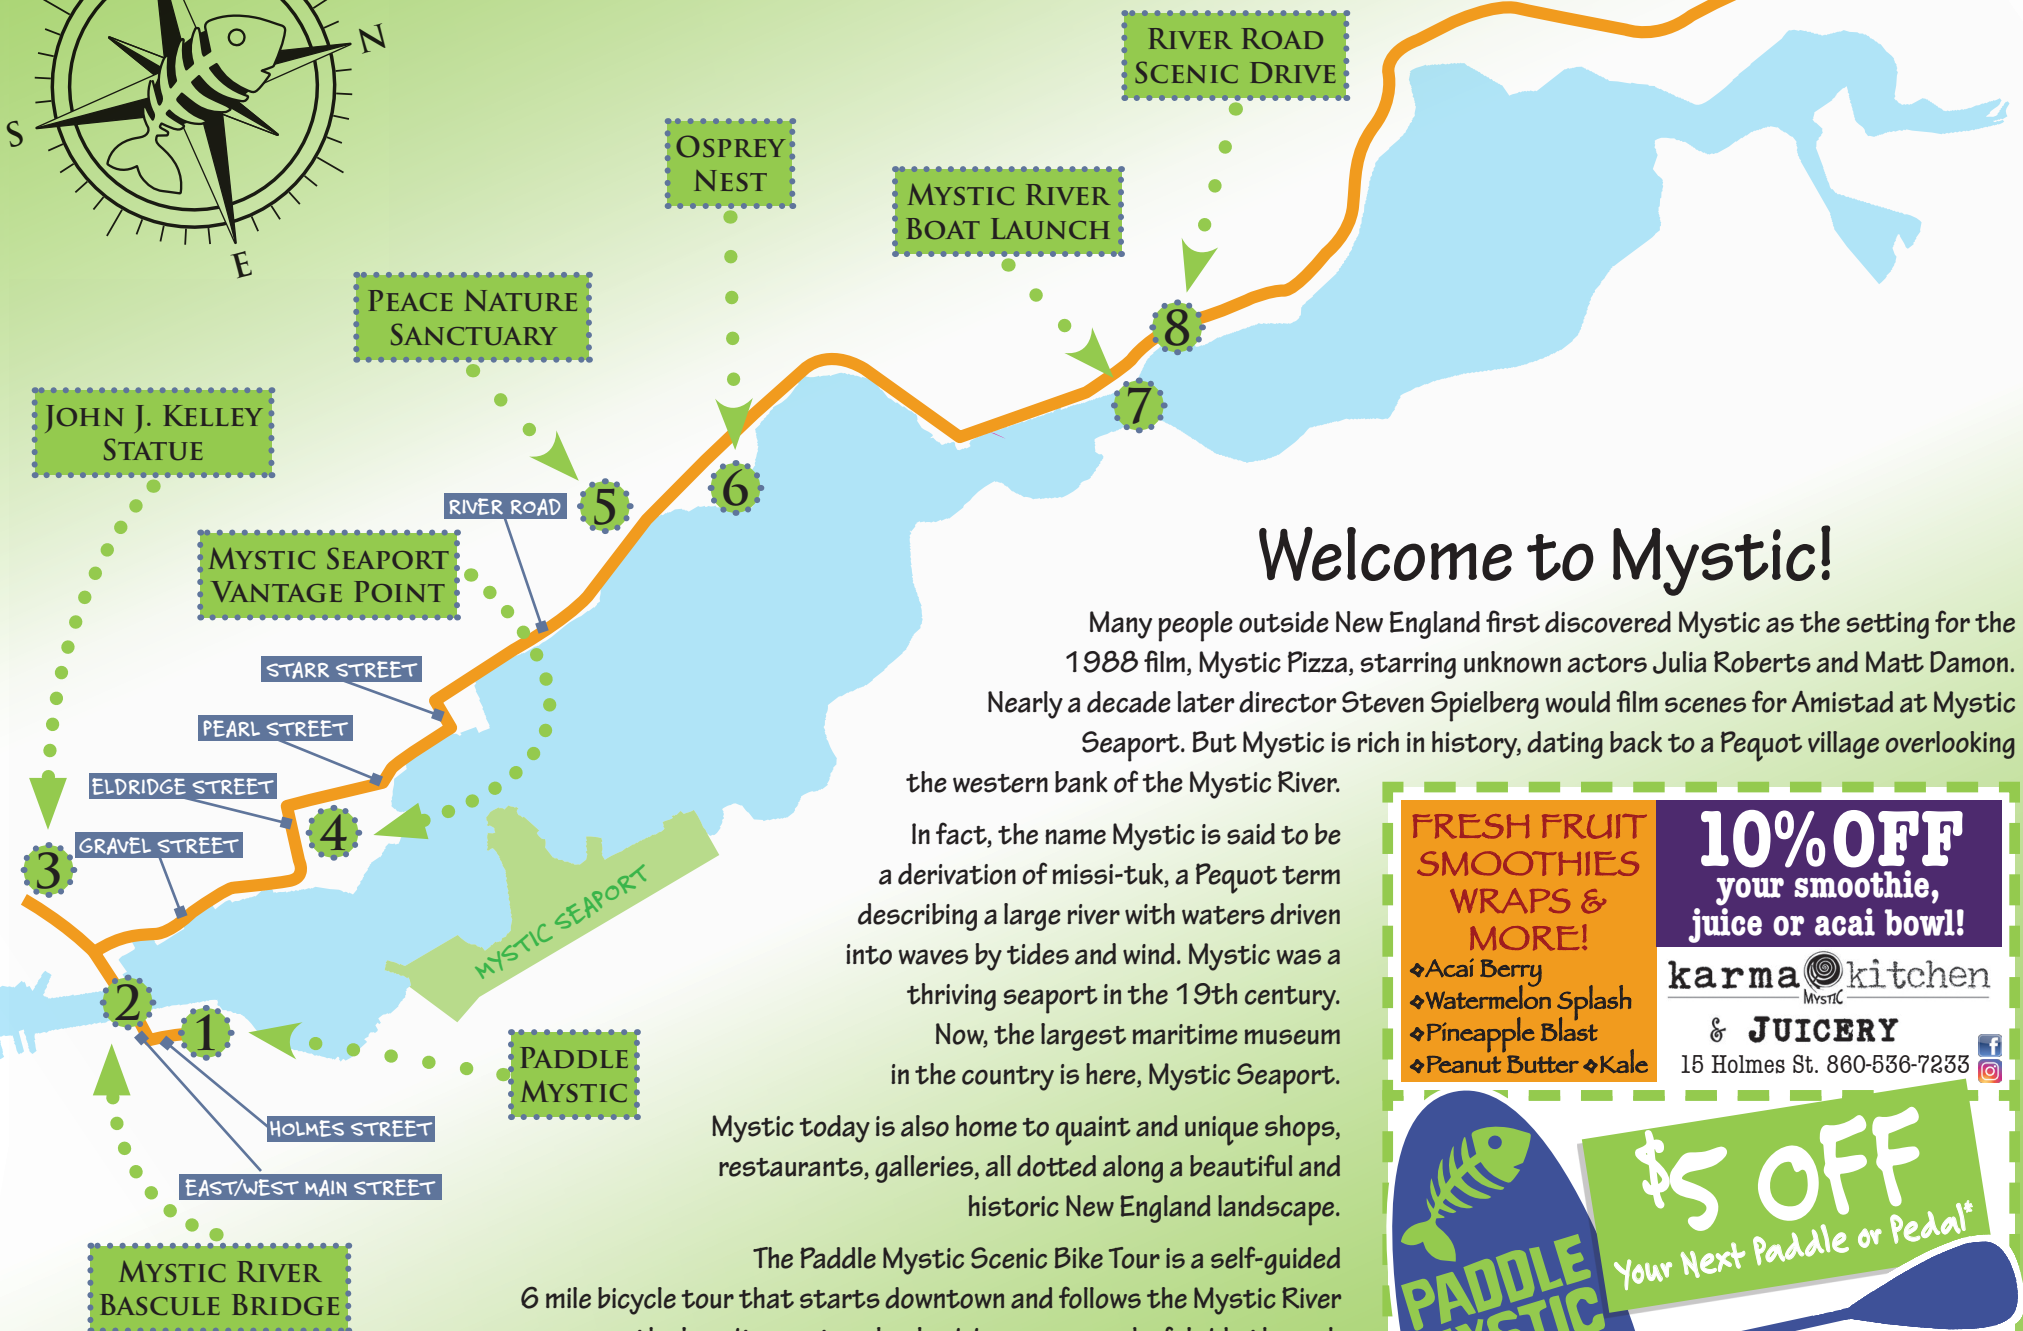 N
S
E
RIVER ROAD
SCENIC DRIVE
OSPREY
NEST
MYSTIC RIVER
BOAT LAUNCH
PEACE NATURE
SANCTUARY
JOHN J. KELLEY
STATUE
MYSTIC SEAPORT
VANTAGE POINT
8
7
6
5
4
3
2
1
RIVER ROAD
STARR STREET
PEARL STREET
ELDRIDGE STREET
GRAVEL STREET
MYSTIC SEAPORT
PADDLE
MYSTIC
HOLMES STREET
EAST/WEST MAIN STREET
MYSTIC RIVER
BASCULE BRIDGE
Welcome to Mystic!
Many people outside New England first discovered Mystic as the setting for the
1988 film, Mystic Pizza, starring unknown actors Julia Roberts and Matt Damon.
Nearly a decade later director Steven Spielberg would film scenes for Amistad at Mystic
Seaport. But Mystic is rich in history, dating back to a Pequot village overlooking
the western bank of the Mystic River.
In fact, the name Mystic is said to be
a derivation of missi-tuk, a Pequot term
describing a large river with waters driven
into waves by tides and wind. Mystic was a
thriving seaport in the 19th century.
Now, the largest maritime museum
in the country is here, Mystic Seaport.
Mystic today is also home to quaint and unique shops,
restaurants, galleries, all dotted along a beautiful and
historic New England landscape.
The Paddle Mystic Scenic Bike Tour is a self-guided
6 mile bicycle tour that starts downtown and follows the Mystic River
FRESH FRUIT
SMOOTHIES
WRAPS &
MORE!
❖Acai Berry
❖Watermelon Splash
❖Pineapple Blast
❖Peanut Butter ❖Kale
10% OFF
your smoothie,
juice or acai bowl!
karma kitchen
MYSTIC
& JUICERY
15 Holmes St. 860-536-7233
$5 OFF
Your Next Paddle or Pedal*
PADDLE
MYSTIC